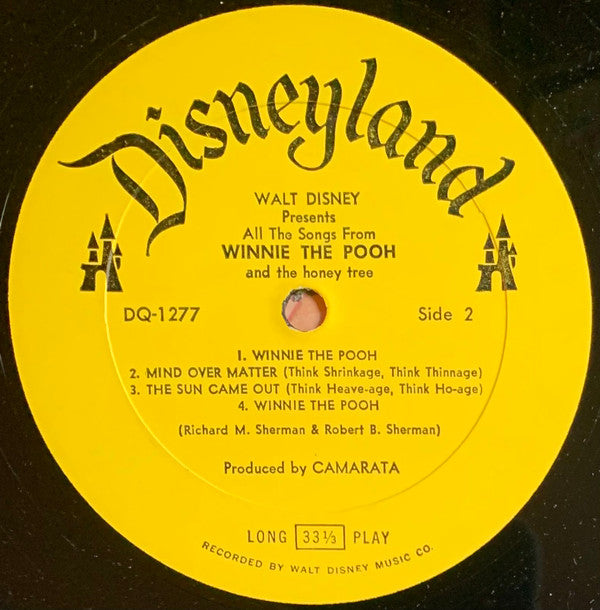 Disneyland
WALT DISNEY
Presents
All The Songs From
WINNIE THE POOH
and the honey tree
DQ-1277
Side 2
1. WINNIE THE POOH
2. MIND OVER MATTER (Think Shrinkage, Think Thinnage)
3. THE SUN CAME OUT (Think Heave-age, Think Ho-age)
4. WINNIE THE POOH
(Richard M. Sherman & Robert B. Sherman)
Produced by CAMARATA
LONG 33⅓ PLAY
RECORDED BY WALT DISNEY MUSIC CO.